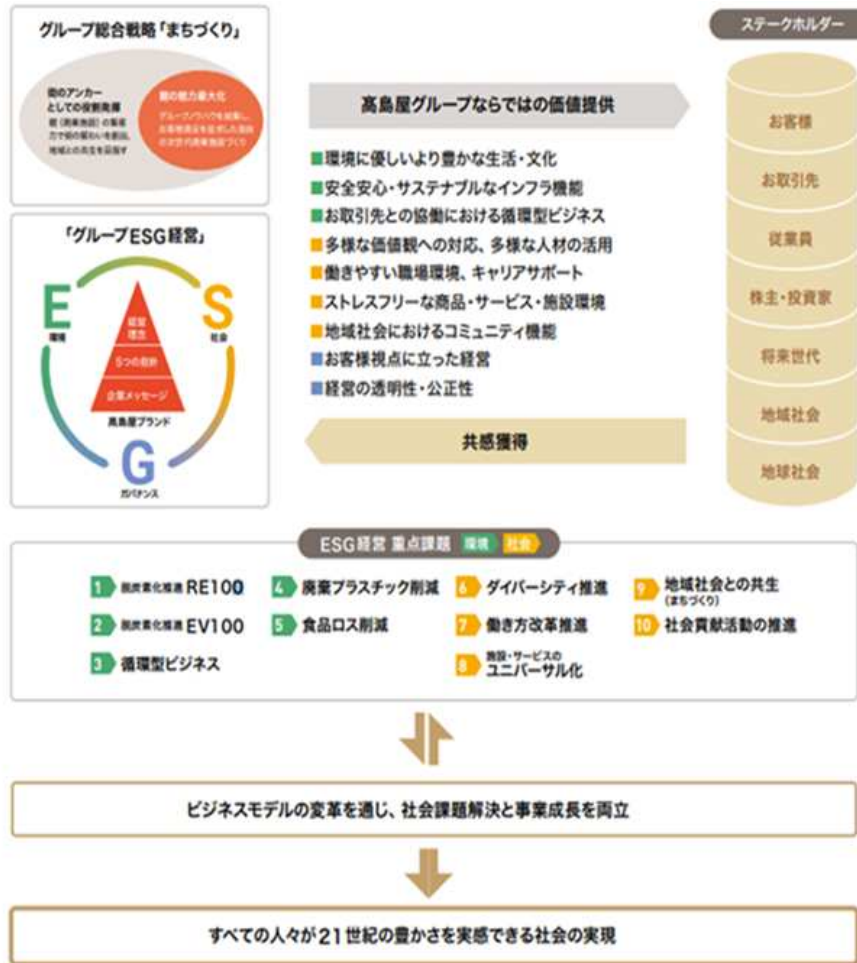 グループ総合戦略「まちづくり」
街のアンカー
としての役割発揮
館の魅力最大化
「グループESG経営」
E
環境
S
社会
経営
理念
5つの指針
企業メッセージ
髙島屋ブランド
G
ガバナンス
髙島屋グループならではの価値提供
■環境に優しいより豊かな生活・文化
■安全安心・サステナブルなインフラ機能
■お取引先との協働における循環型ビジネス
■多様な価値観への対応、多様な人材の活用
■働きやすい職場環境、キャリアサポート
■ストレスフリーな商品・サービス・施設環境
■地域社会におけるコミュニティ機能
■お客様視点に立った経営
■経営の透明性・公正性
共感獲得
ステークホルダー
お客様
お取引先
従業員
株主・投資家
将来世代
地域社会
地球社会
ESG経営 重点課題 環境 社会
1 脱炭素化推進 RE100
2 脱炭素化推進 EV100
3 循環型ビジネス
4 廃棄プラスチック削減
5 食品ロス削減
6 ダイバーシティ推進
7 働き方改革推進
8 施設・サービスの
ユニバーサル化
9 地域社会との共生
(まちづくり)
10 社会貢献活動の推進
ビジネスモデルの変革を通じ、社会課題解決と事業成長を両立
すべての人々が21世紀の豊かさを実感できる社会の実現